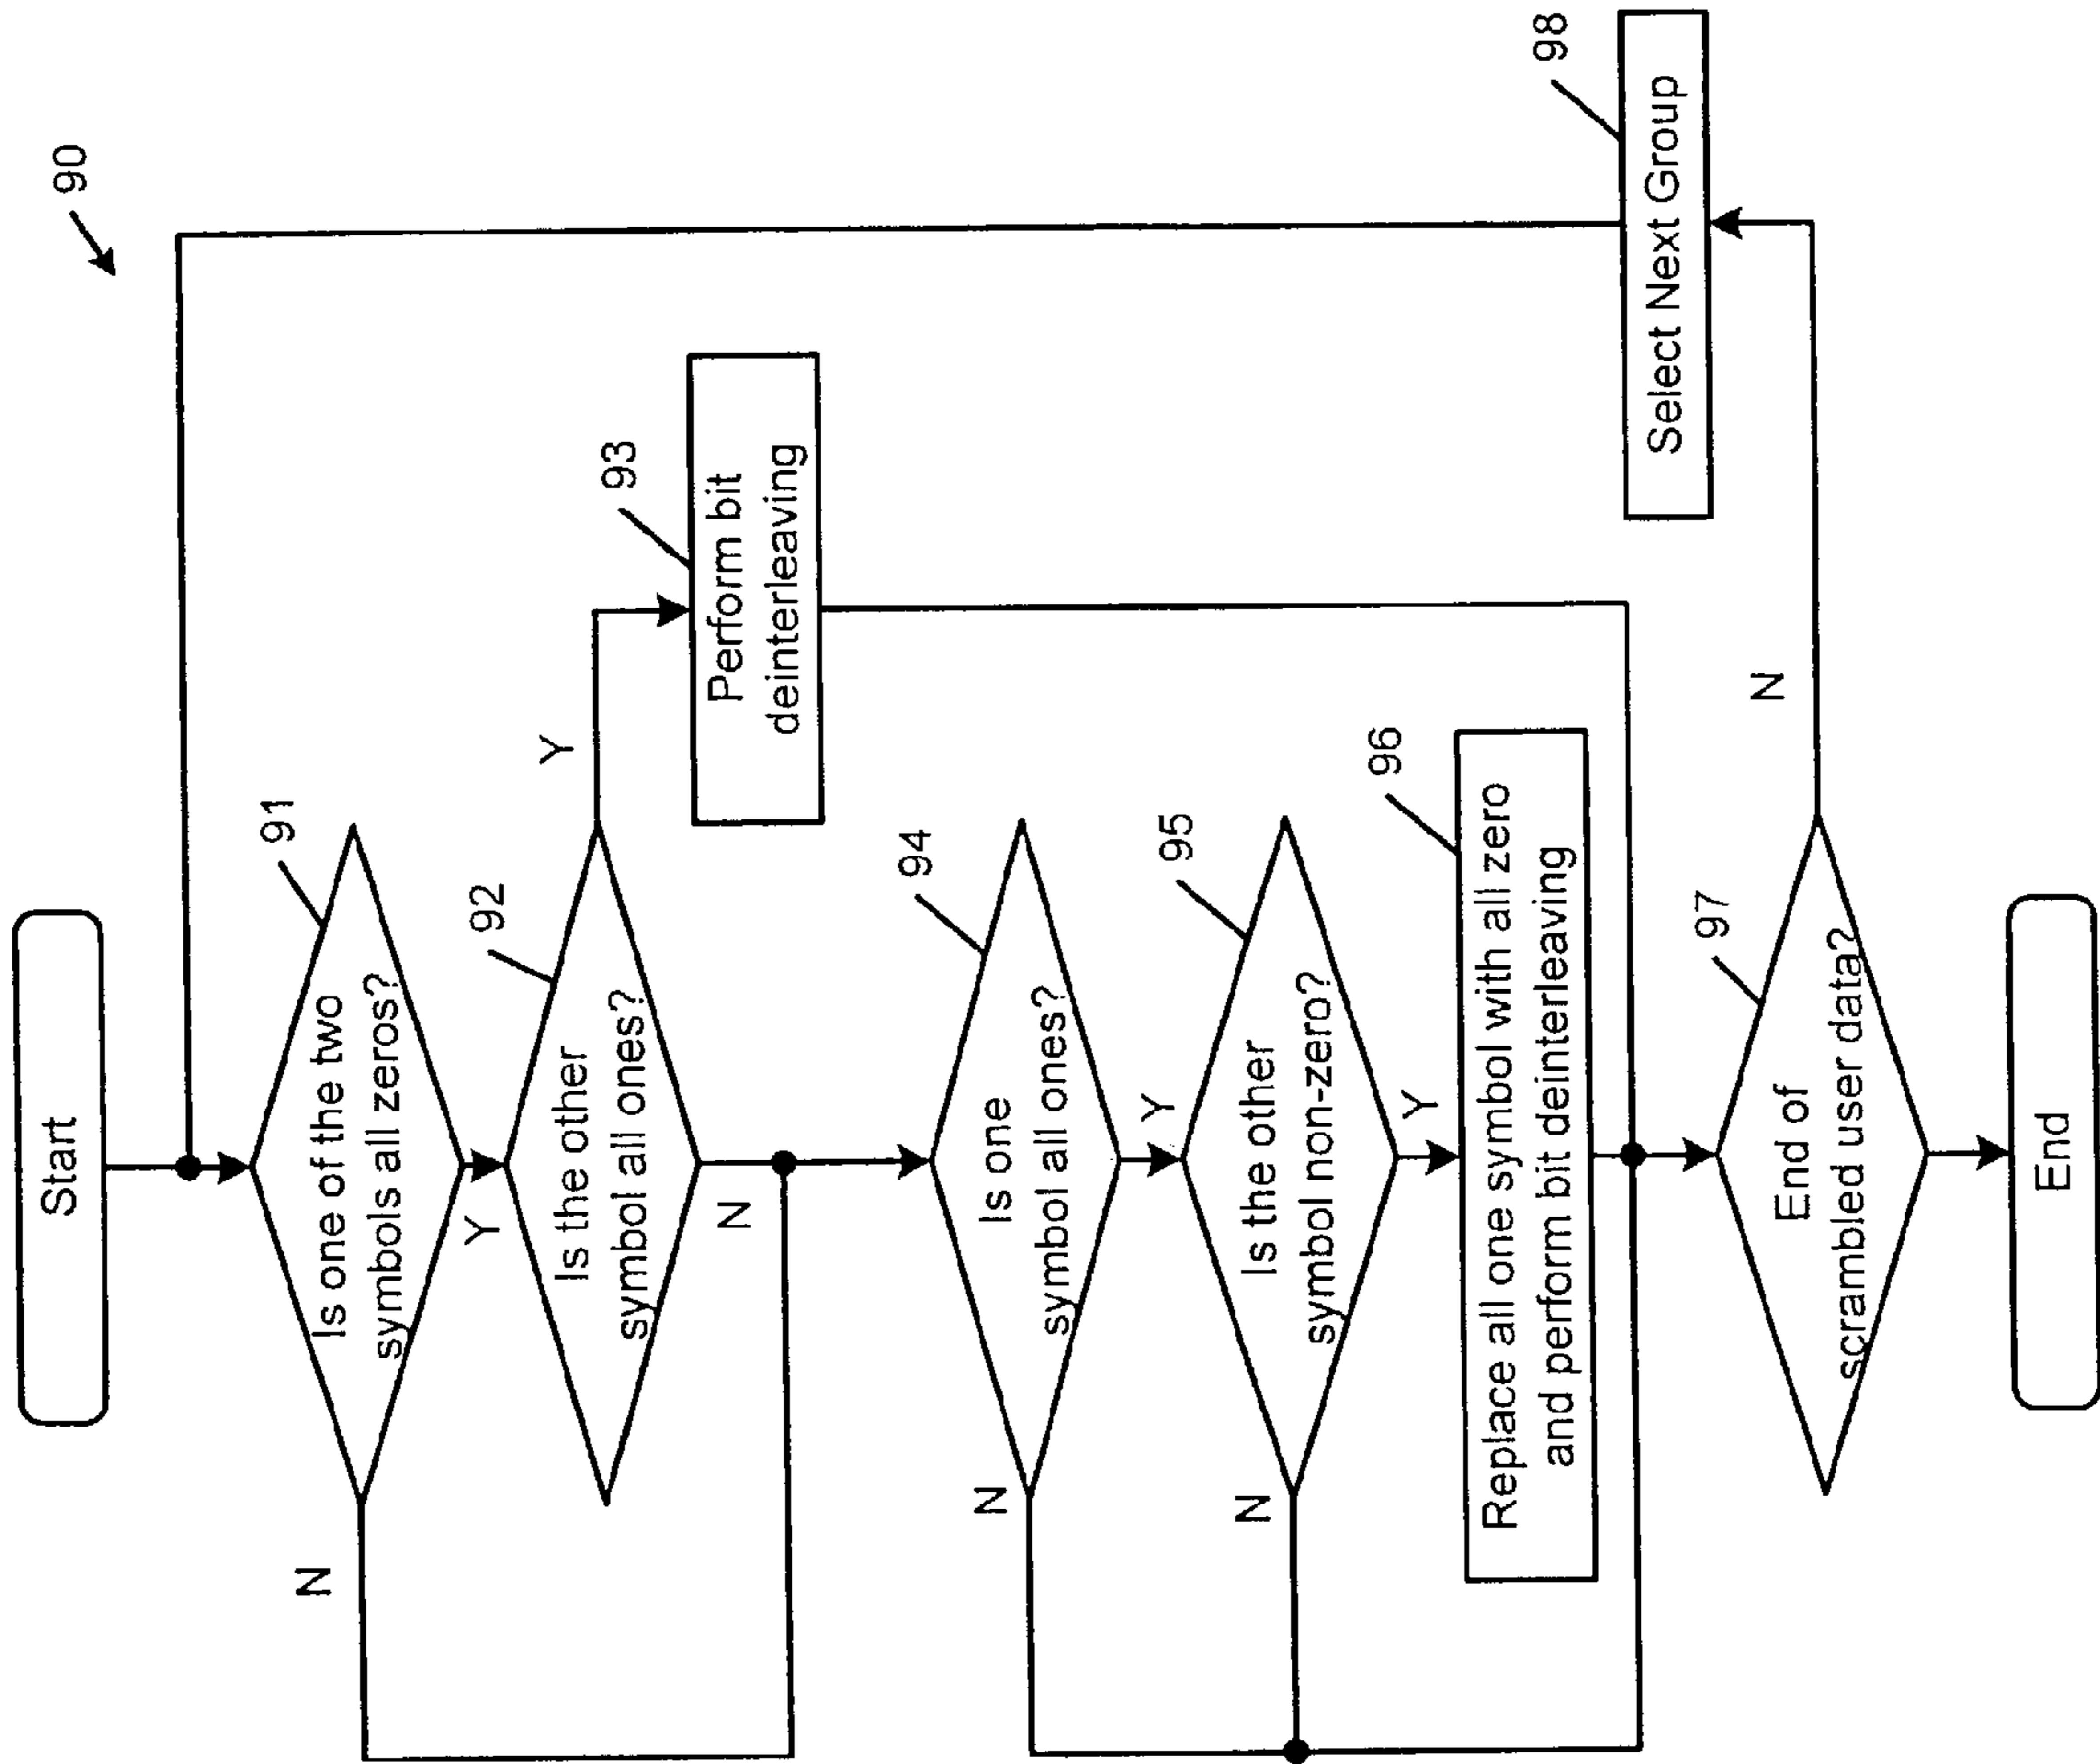 90
Start
Is one of the two
symbols all zeros?
91
N
Y
Is the other
symbol all ones?
92
Y
N
Perform bit
deinterleaving
93
Is one
symbol all ones?
94
N
Y
Is the other
symbol non-zero?
95
N
Y
Replace all one symbol with all zero
and perform bit deinterleaving
96
End of
scrambled user data?
97
N
Select Next Group
98
End